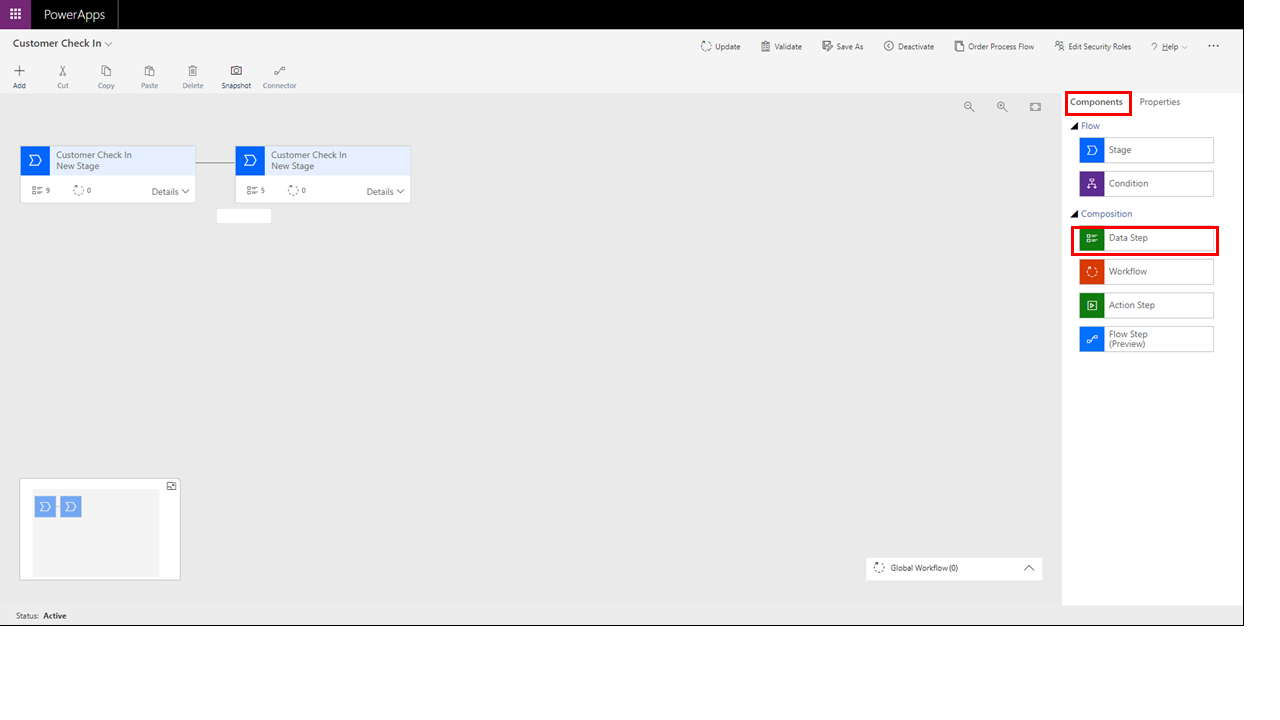 PowerApps
Customer Check In
Update
Validate
Save As
Deactivate
Order Process Flow
Edit Security Roles
? Help
...
Add
Cut
Copy
Paste
Delete
Snapshot
Connector
Components
Properties
Flow
Stage
Condition
Composition
Data Step
Workflow
Action Step
Flow Step
(Preview)
Customer Check In
New Stage
9
0
Details
Customer Check In
New Stage
5
0
Details
Global Workflow (0)
Status: Active